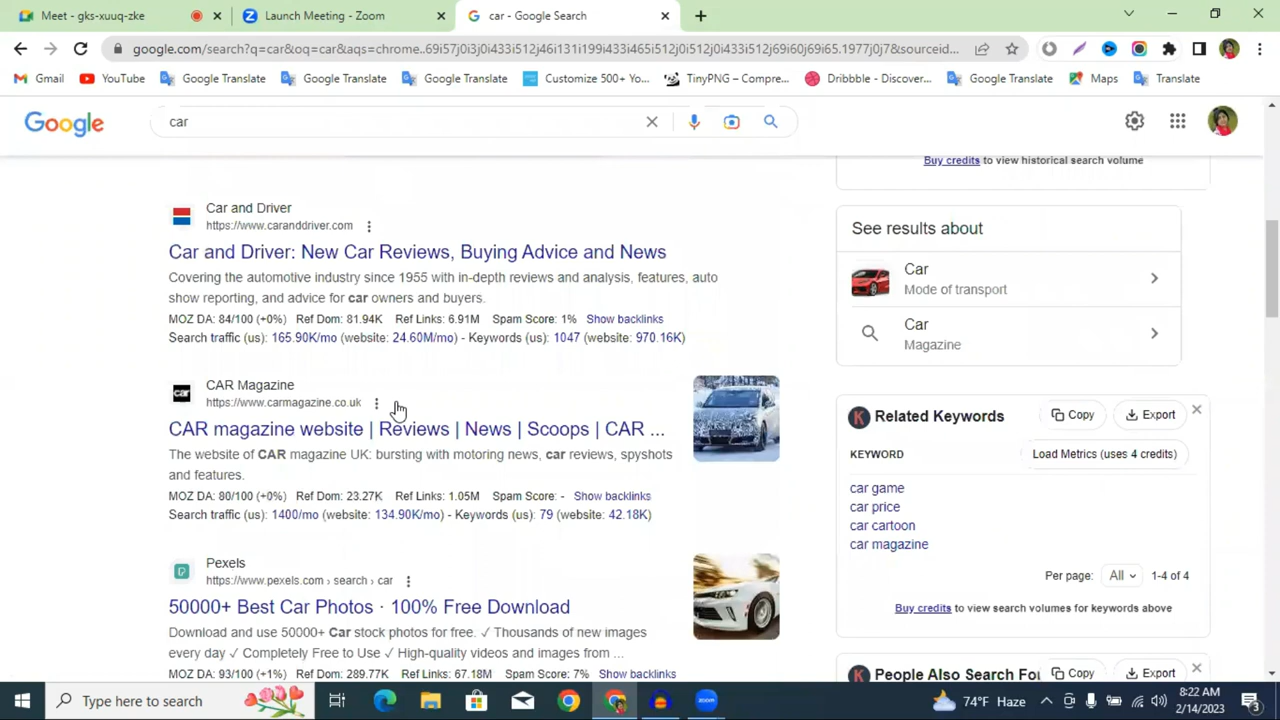 Meet - gks-xuuq-zke
Launch Meeting - Zoom
car - Google Search
google.com/search?q=car&oq=car&aqs=chrome..69i57j0i3j0i433i512j46i131i199i433i465i512j0i512j0i433i512j69i60j69i65.1977j0j7&sourceid...
Gmail
YouTube
Google Translate
Google Translate
Google Translate
Customize 500+ Yo...
TinyPNG – Compre...
Dribbble - Discover...
Google Translate
Maps
Translate
Google
car
Buy credits to view historical search volume
Car and Driver
https://www.caranddriver.com
Car and Driver: New Car Reviews, Buying Advice and News
Covering the automotive industry since 1955 with in-depth reviews and analysis, features, auto
show reporting, and advice for car owners and buyers.
MOZ DA: 84/100 (+0%) Ref Dom: 81.94K Ref Links: 6.91M Spam Score: 1% Show backlinks
Search traffic (us): 165.90K/mo (website: 24.60M/mo) - Keywords (us): 1047 (website: 970.16K)
car
CAR Magazine
https://www.carmagazine.co.uk
CAR magazine website | Reviews | News | Scoops | CAR ...
The website of CAR magazine UK: bursting with motoring news, car reviews, spyshots
and features.
MOZ DA: 80/100 (+0%) Ref Dom: 23.27K Ref Links: 1.05M Spam Score: - Show backlinks
Search traffic (us): 1400/mo (website: 134.90K/mo) - Keywords (us): 79 (website: 42.18K)
Pexels
https://www.pexels.com › search › car
50000+ Best Car Photos · 100% Free Download
Download and use 50000+ Car stock photos for free. ✓ Thousands of new images
every day ✓ Completely Free to Use ✓ High-quality videos and images from ...
MOZ DA: 93/100 (+1%) Ref Dom: 289.77K Ref Links: 67.18M Spam Score: 7% Show backlinks
See results about
Car
Mode of transport
Car
Magazine
K
Related Keywords
Copy
Export
KEYWORD
Load Metrics (uses 4 credits)
car game
car price
car cartoon
car magazine
Per page: All 1-4 of 4
Buy credits to view search volumes for keywords above
K
People Also Search Fo
Copy
Export
Type here to search
zoom
74°F Haze
8:22 AM
2/14/2023
3